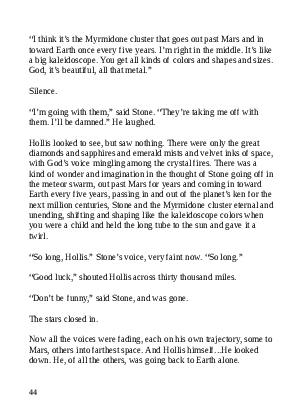 “I think it’s the Myrmidone cluster that goes out past Mars and in
toward Earth once every five years. I’m right in the middle. It’s like
a big kaleidoscope. You get all kinds of colors and shapes and sizes.
God, it’s beautiful, all that metal.”
Silence.
“I’m going with them,” said Stone. “They’re taking me off with
them. I’ll be damned.” He laughed.
Hollis looked to see, but saw nothing. There were only the great
diamonds and sapphires and emerald mists and velvet inks of space,
with God’s voice mingling among the crystal fires. There was a
kind of wonder and imagination in the thought of Stone going off in
the meteor swarm, out past Mars for years and coming in toward
Earth every five years, passing in and out of the planet’s ken for the
next million centuries, Stone and the Myrmidone cluster eternal and
unending, shifting and shaping like the kaleidoscope colors when
you were a child and held the long tube to the sun and gave it a
twirl.
“So long, Hollis.” Stone’s voice, very faint now. “So long.”
“Good luck,” shouted Hollis across thirty thousand miles.
“Don’t be funny,” said Stone, and was gone.
The stars closed in.
Now all the voices were fading, each on his own trajectory, some to
Mars, others into farthest space. And Hollis himself...He looked
down. He, of all the others, was going back to Earth alone.
44